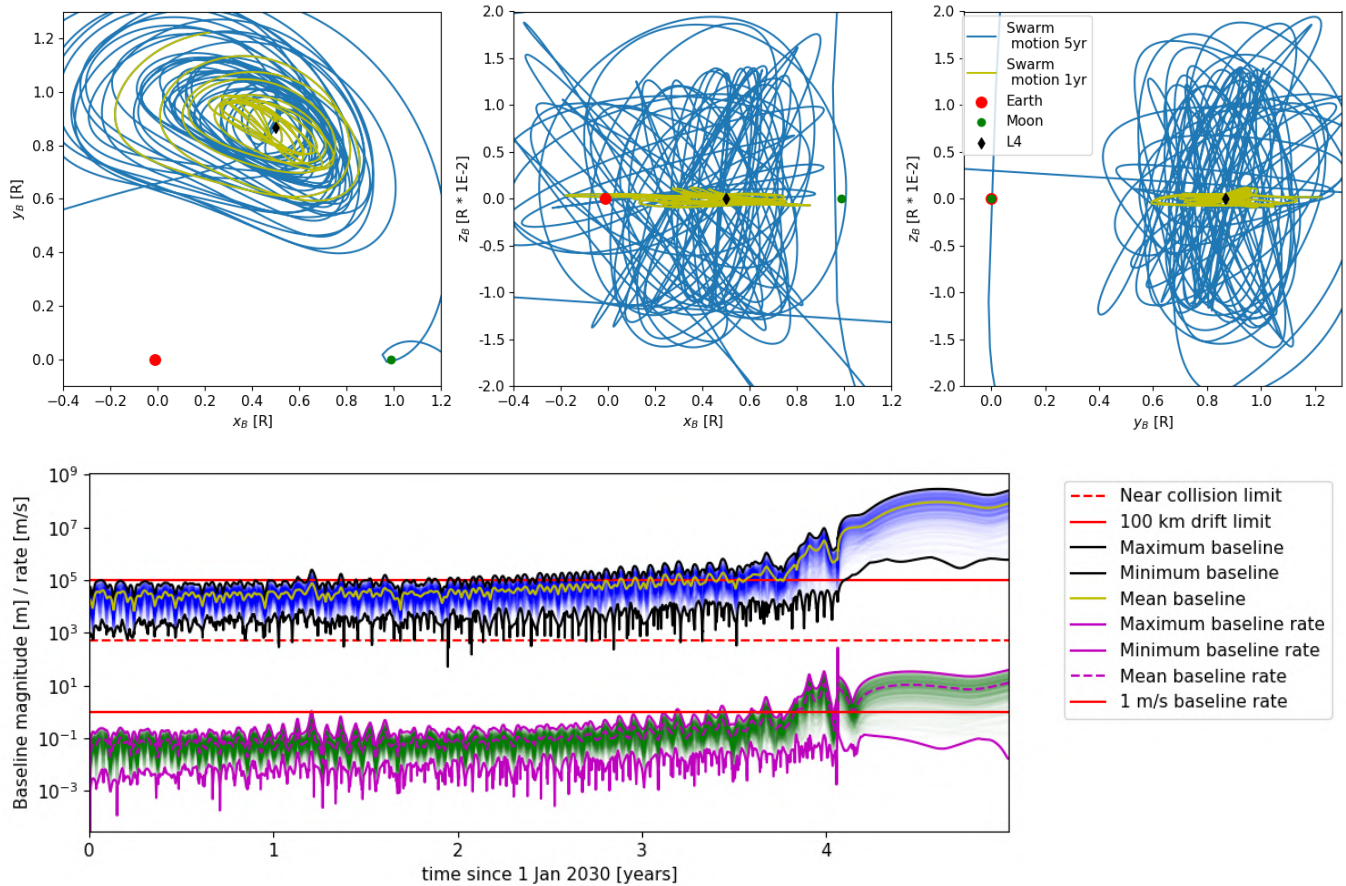 1.2
1.0
0.8
0.6
0.4
0.2
0.0
y_B [R]
−0.4 −0.2 0.0 0.2 0.4 0.6 0.8 1.0 1.2
x_B [R]
2.0
1.5
1.0
0.5
0.0
-0.5
-1.0
-1.5
-2.0
z_B [R * 1E-2]
−0.4 −0.2 0.0 0.2 0.4 0.6 0.8 1.0 1.2
x_B [R]
2.0
1.5
1.0
0.5
0.0
-0.5
-1.0
-1.5
-2.0
z_B [R * 1E-2]
0.0 0.2 0.4 0.6 0.8 1.0 1.2
y_B [R]
Swarm
motion 5yr
Swarm
motion 1yr
Earth
Moon
L4
10^9
10^7
10^5
10^3
10^1
10^−1
10^−3
Baseline magnitude [m] / rate [m/s]
0 1 2 3 4
time since 1 Jan 2030 [years]
Near collision limit
100 km drift limit
Maximum baseline
Minimum baseline
Mean baseline
Maximum baseline rate
Minimum baseline rate
Mean baseline rate
1 m/s baseline rate